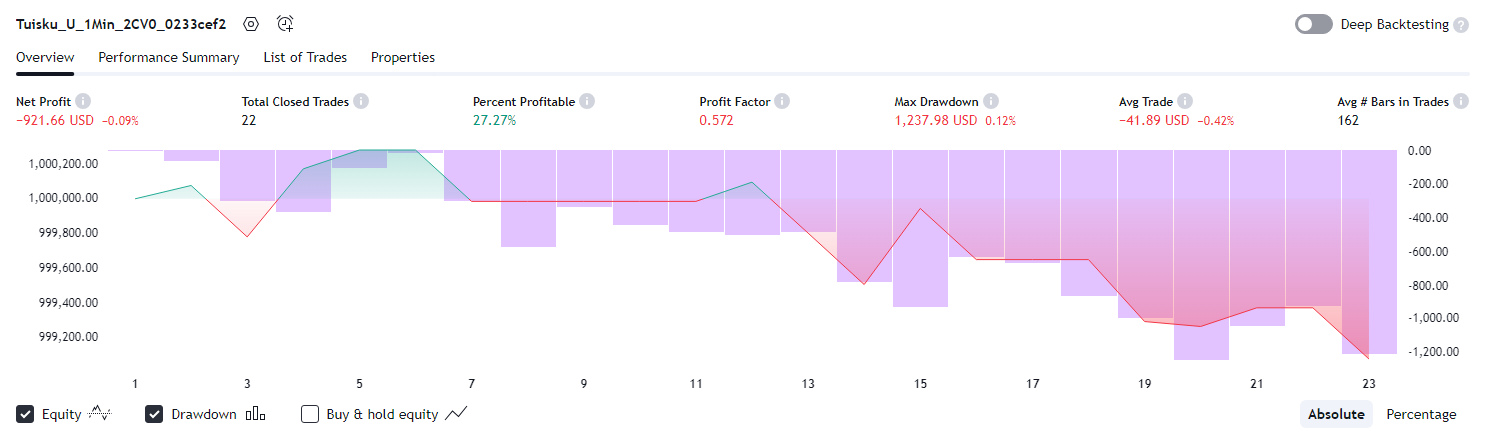 Tuisku_U_1Min_2CV0_0233cef2
Deep Backtesting ?
Overview Performance Summary List of Trades Properties
Net Profit i Total Closed Trades i Percent Profitable i Profit Factor i Max Drawdown i Avg Trade i Avg # Bars in Trades i
−921.66 USD −0.09% 22 27.27% 0.572 1,237.98 USD 0.12% −41.89 USD −0.42% 162
1,000,200.00
1,000,000.00
999,800.00
999,600.00
999,400.00
999,200.00
0.00
-200.00
-400.00
-600.00
-800.00
-1,000.00
-1,200.00
1 3 5 7 9 11 13 15 17 19 21 23
Equity Drawdown Buy & hold equity Absolute Percentage